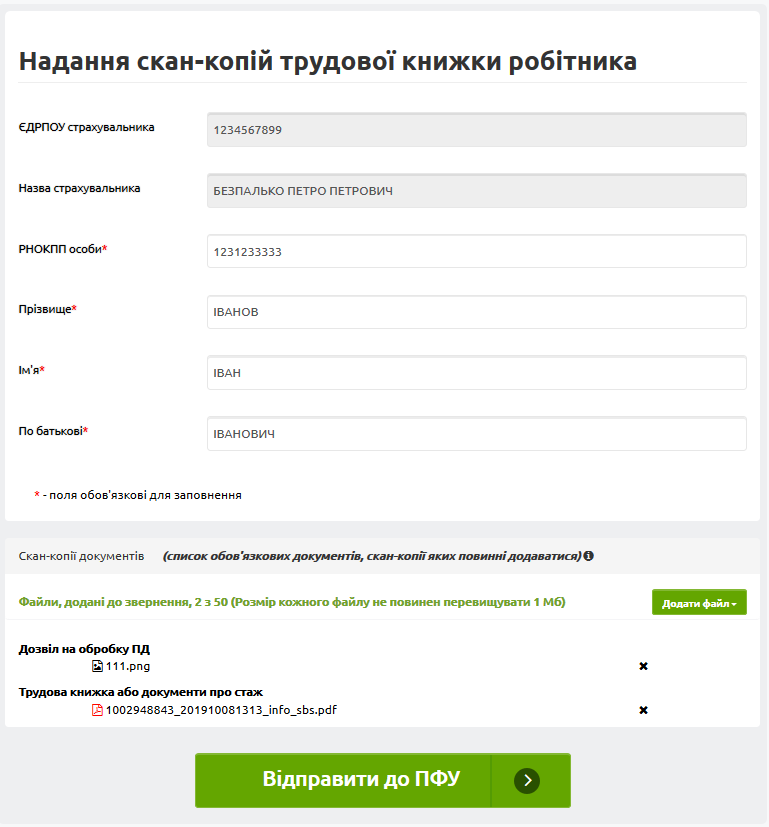 Надання скан-копій трудової книжки робітника
ЄДРПОУ страхувальника
1234567899
Назва страхувальника
БЕЗПАЛЬКО ПЕТРО ПЕТРОВИЧ
РНОКПП особи*
1231233333
Прізвище*
ІВАНОВ
Ім'я*
ІВАН
По батькові*
ІВАНОВИЧ
* - поля обов'язкові для заповнення
Скан-копії документів (список обов'язкових документів, скан-копії яких повинні додаватися)
Файли, додані до звернення, 2 з 50 (Розмір кожного файлу не повинен перевищувати 1 Мб)
Додати файл
Дозвіл на обробку ПД
111.png
Трудова книжка або документи про стаж
1002948843_201910081313_info_sbs.pdf
Відправити до ПФУ